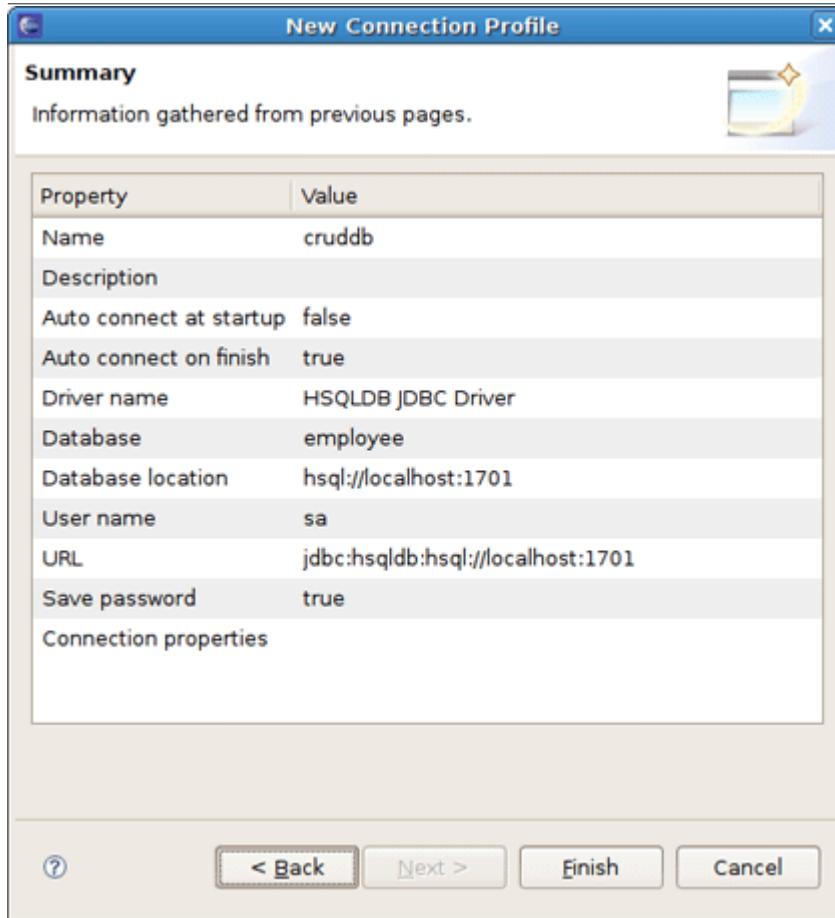 New Connection Profile
Summary
Information gathered from previous pages.
Property Value
Name cruddb
Description
Auto connect at startup false
Auto connect on finish true
Driver name HSQLDB JDBC Driver
Database employee
Database location hsql://localhost:1701
User name sa
URL jdbc:hsqldb:hsql://localhost:1701
Save password true
Connection properties
? < Back Next > Finish Cancel